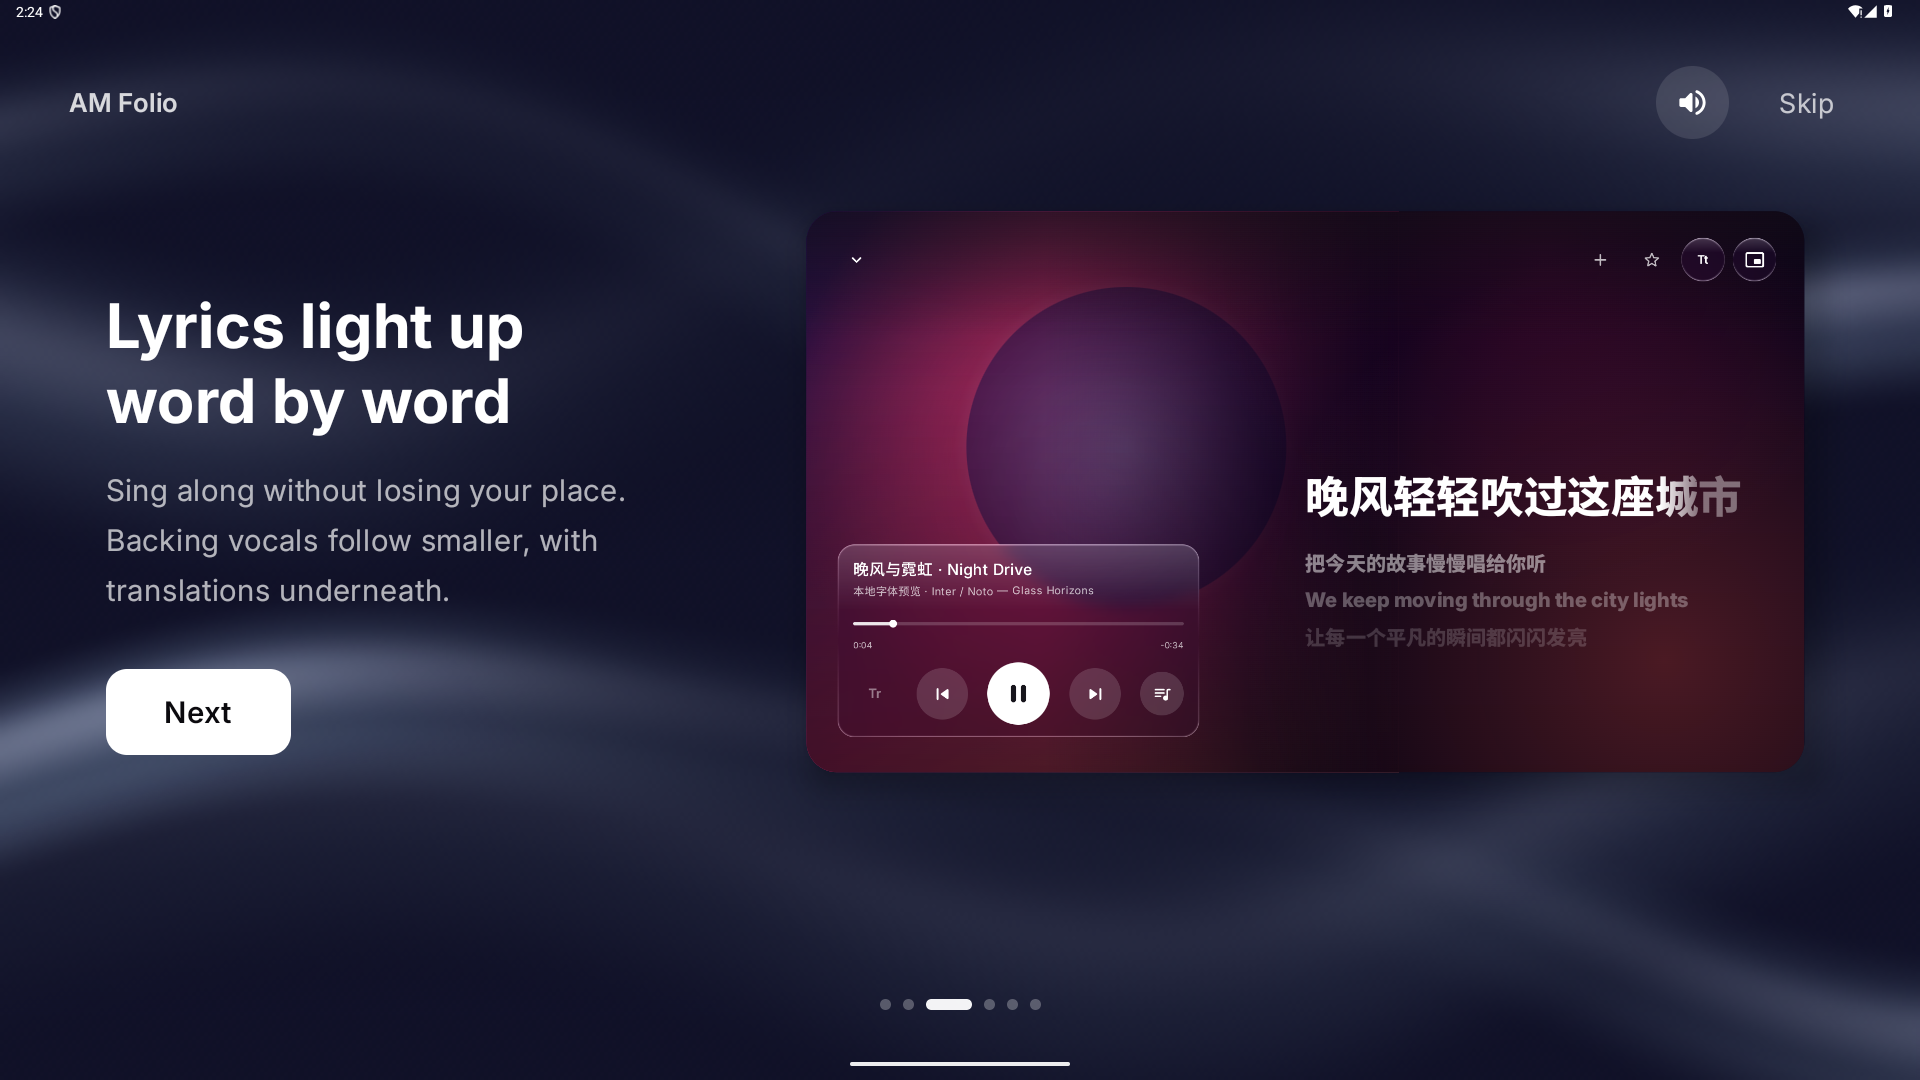 2:24
AM Folio
Skip
Lyrics light up
word by word
Sing along without losing your place.
Backing vocals follow smaller, with
translations underneath.
Next
Tt
晚风轻轻吹过这座城市
把今天的故事慢慢唱给你听
We keep moving through the city lights
让每一个平凡的瞬间都闪闪发亮
晚风与霓虹 · Night Drive
本地字体预览 · Inter / Noto — Glass Horizons
0:04
-0:34
Tr